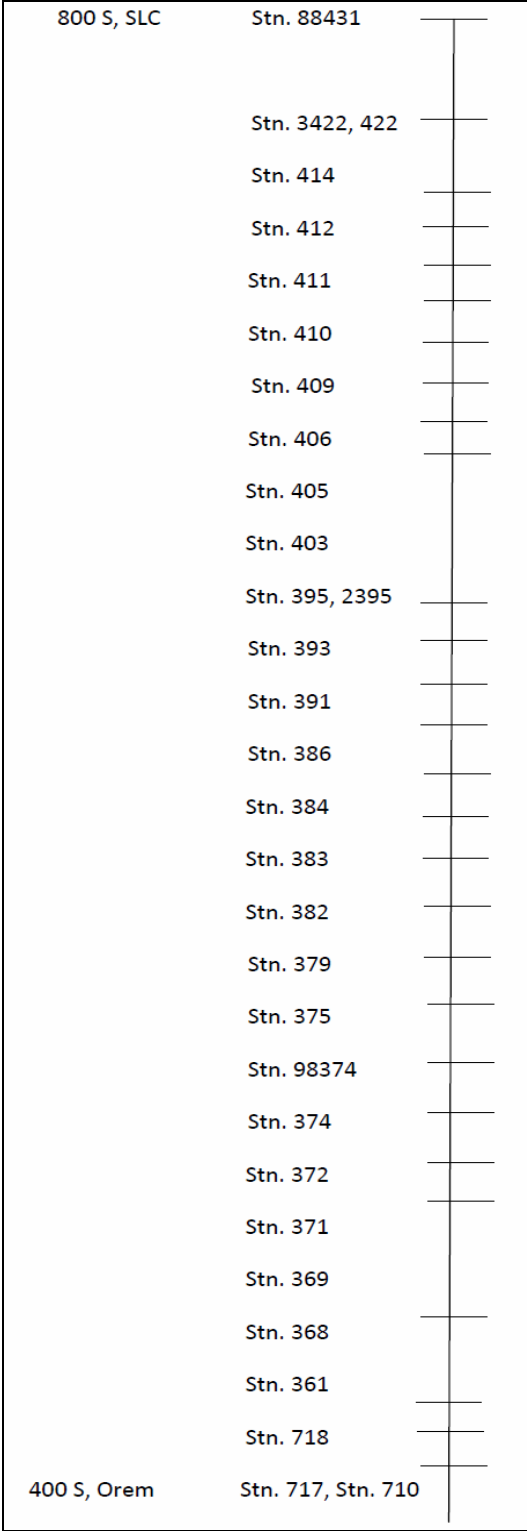 800 S, SLC Stn. 88431
Stn. 3422, 422
Stn. 414
Stn. 412
Stn. 411
Stn. 410
Stn. 409
Stn. 406
Stn. 405
Stn. 403
Stn. 395, 2395
Stn. 393
Stn. 391
Stn. 386
Stn. 384
Stn. 383
Stn. 382
Stn. 379
Stn. 375
Stn. 98374
Stn. 374
Stn. 372
Stn. 371
Stn. 369
Stn. 368
Stn. 361
Stn. 718
400 S, Orem Stn. 717, Stn. 710